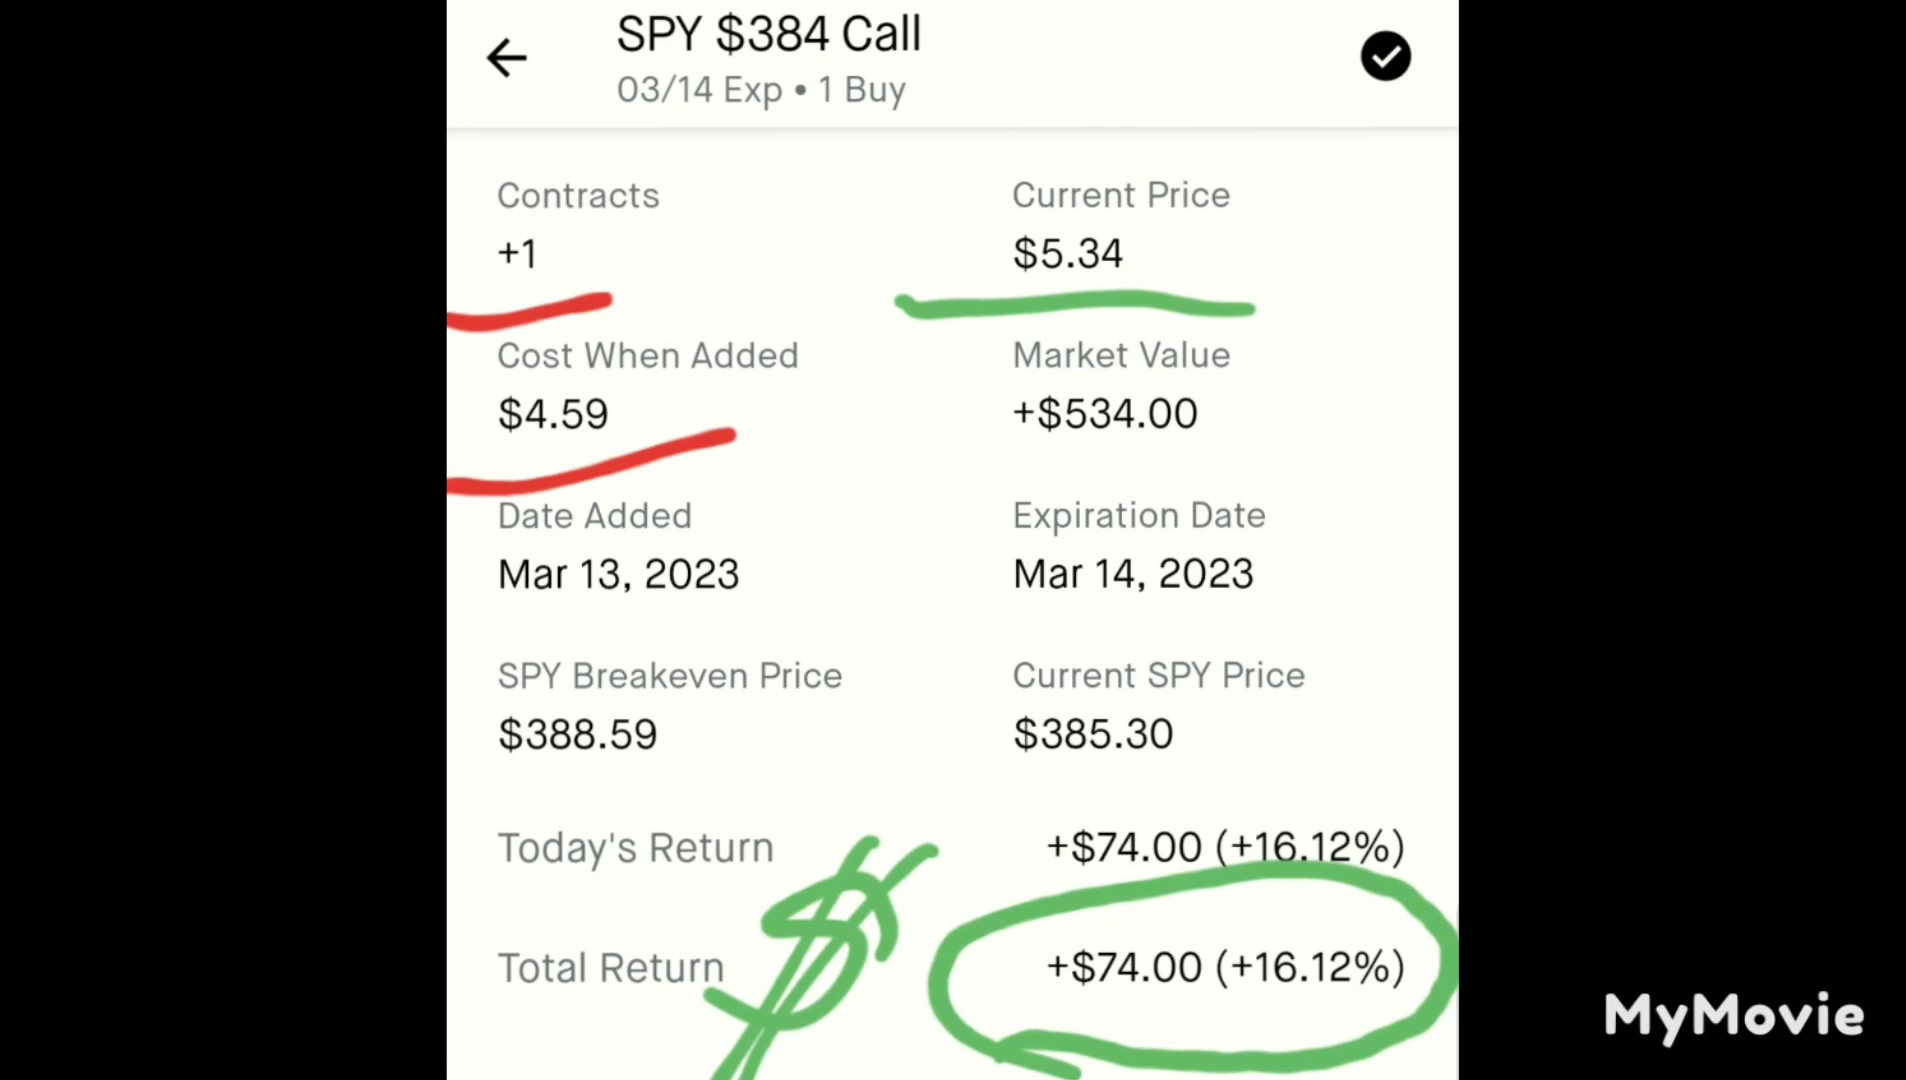 SPY $384 Call
03/14 Exp • 1 Buy
Contracts
+1
Current Price
$5.34
Cost When Added
$4.59
Market Value
+$534.00
Date Added
Mar 13, 2023
Expiration Date
Mar 14, 2023
SPY Breakeven Price
$388.59
Current SPY Price
$385.30
Today's Return
+$74.00 (+16.12%)
Total Return
+$74.00 (+16.12%)
$
MyMovie